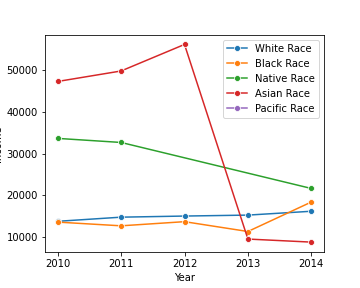 White Race
Black Race
Native Race
Asian Race
Pacific Race
50000
40000
30000
20000
10000
2010
2011
2012
2013
2014
Year